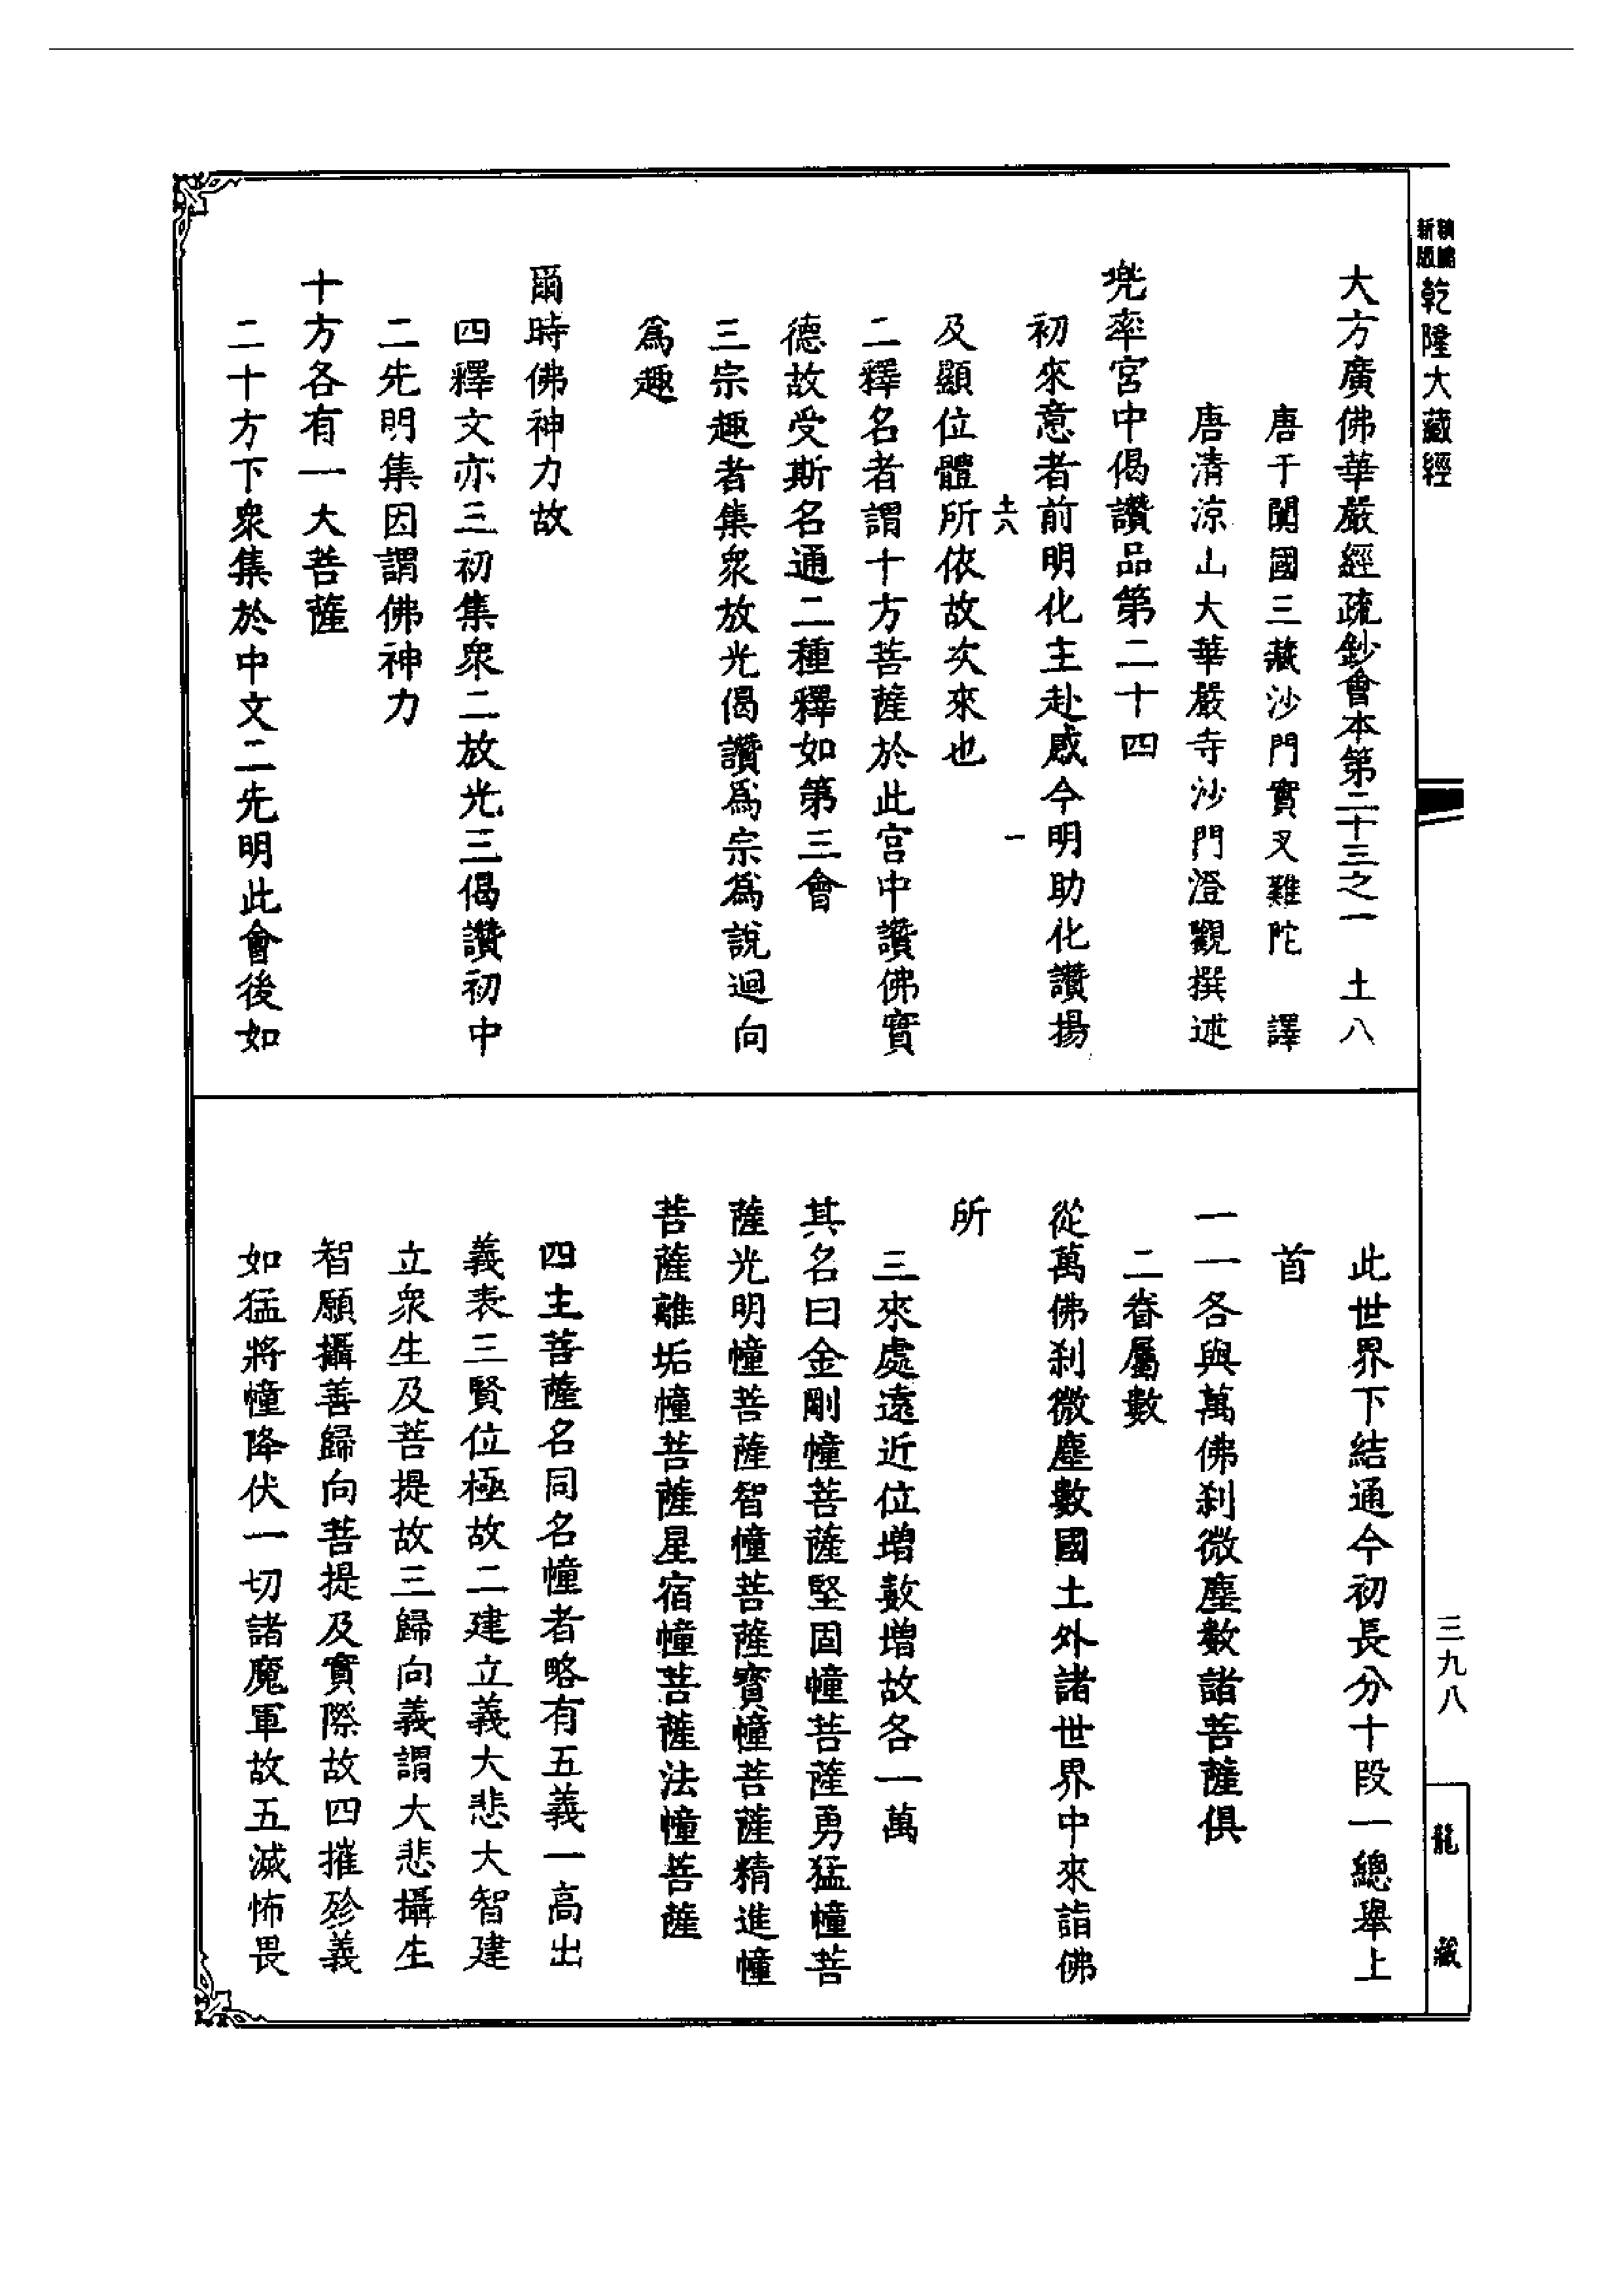 新編
縮版
乾隆大藏經
大方廣佛華嚴經疏鈔會本第二十三之一 土八
唐于闐國三藏沙門實叉難陀 譯
唐清涼山大華嚴寺沙門澄觀撰述
兜率宮中偈讚品第二十四
初來意者前明化主赴感今明助化讚揚
土六 一
及顯位體所依故次來也
二釋名者謂十方菩薩於此宮中讚佛實
德故受斯名通二種釋如第三會
三宗趣者集衆放光偈讚爲宗爲說迴向
爲趣
爾時佛神力故
四釋文亦三初集衆二放光三偈讚初中
二先明集因謂佛神力
十方各有一大菩薩
二十方下衆集於中文二先明此會後如
此世界下結通今初長分十段一總舉上
首
一一各與萬佛刹微塵數諸菩薩俱
二眷屬數
從萬佛刹微塵數國土外諸世界中來詣佛
所
三來處遠近位增數增故各一萬
其名曰金剛幢菩薩堅固幢菩薩勇猛幢菩
薩光明幢菩薩智幢菩薩寶幢菩薩精進幢
菩薩離垢幢菩薩星宿幢菩薩法幢菩薩
四主菩薩名同名幢者略有五義一高出
義表三賢位極故二建立義大悲大智建
立衆生及菩提故三歸向義謂大悲攝生
智願攝善歸向菩提及實際故四摧殄義
如猛將幢降伏一切諸魔軍故五滅怖畏
三九八
龍藏